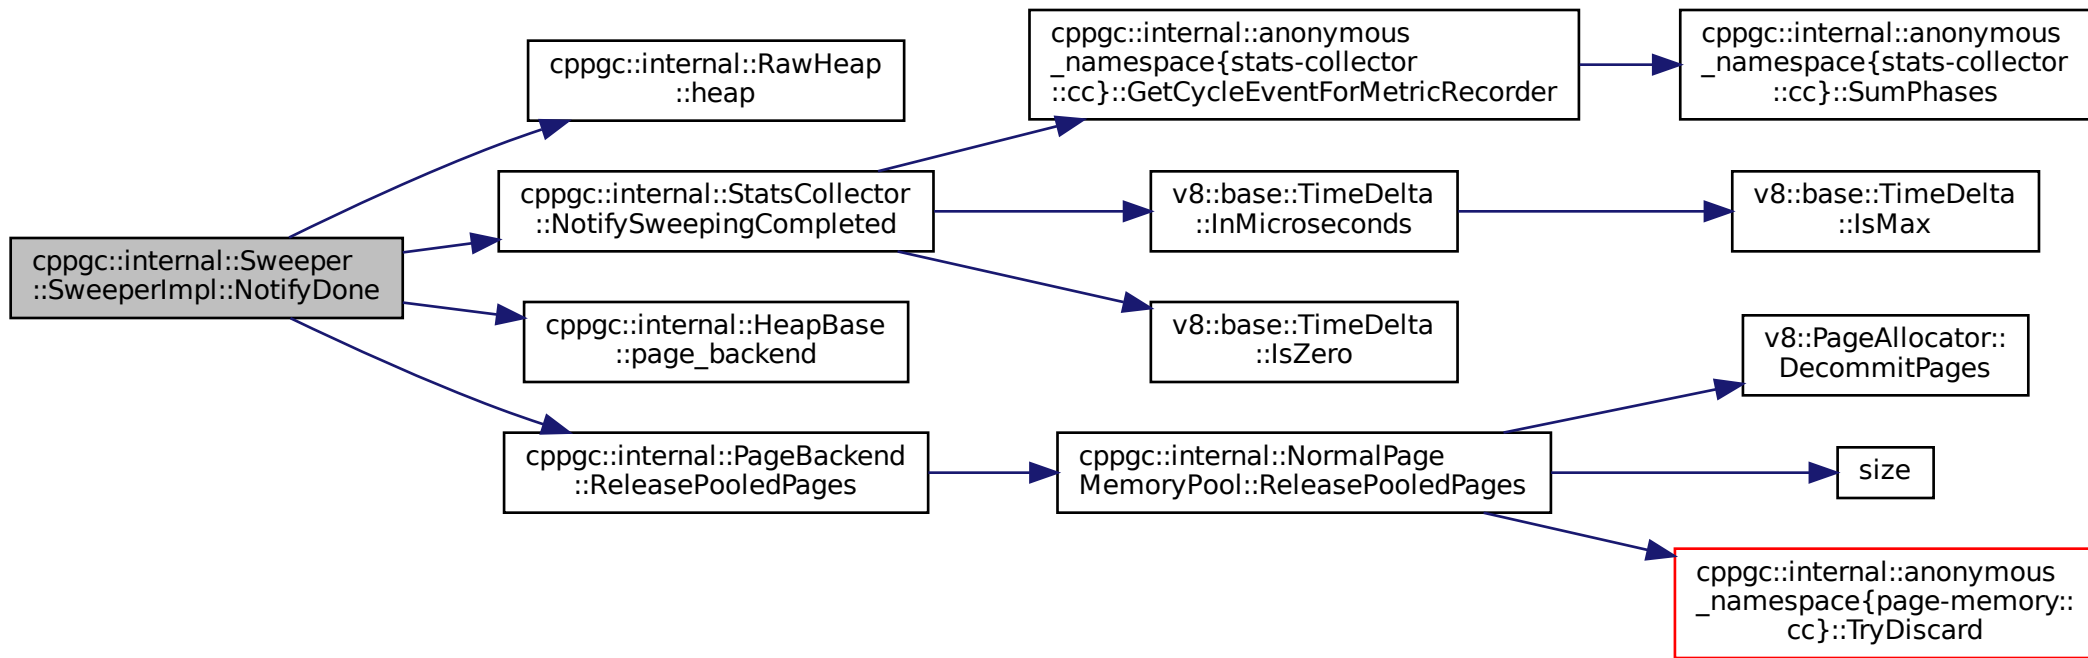 cppgc::internal::Sweeper
::SweeperImpl::NotifyDone
cppgc::internal::RawHeap
::heap
cppgc::internal::StatsCollector
::NotifySweepingCompleted
cppgc::internal::HeapBase
::page_backend
cppgc::internal::PageBackend
::ReleasePooledPages
cppgc::internal::anonymous
_namespace{stats-collector
::cc}::GetCycleEventForMetricRecorder
v8::base::TimeDelta
::InMicroseconds
v8::base::TimeDelta
::IsZero
cppgc::internal::NormalPage
MemoryPool::ReleasePooledPages
cppgc::internal::anonymous
_namespace{stats-collector
::cc}::SumPhases
v8::base::TimeDelta
::IsMax
v8::PageAllocator::
DecommitPages
size
cppgc::internal::anonymous
_namespace{page-memory::
cc}::TryDiscard